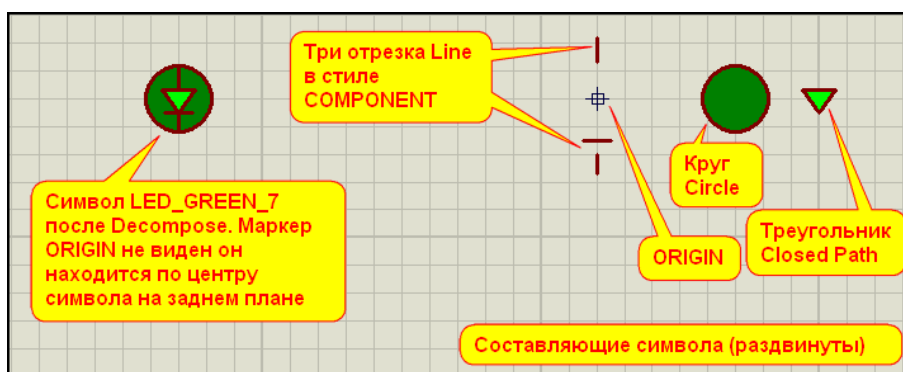 Три отрезка Line
в стиле
COMPONENT
Круг
Circle
Символ LED_GREEN_7
после Decompose. Маркер
ORIGIN не виден он
находится по центру
символа на заднем плане
ORIGIN
Треугольник
Closed Path
Составляющие символа (раздвинуты)